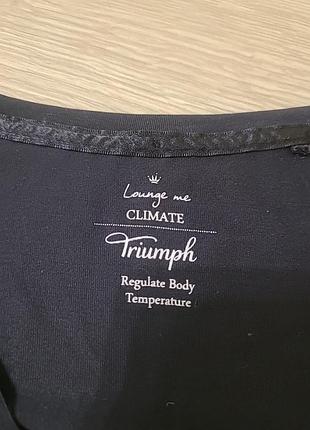 Lounge me
CLIMATE
Triumph
Regulate Body
Temperature